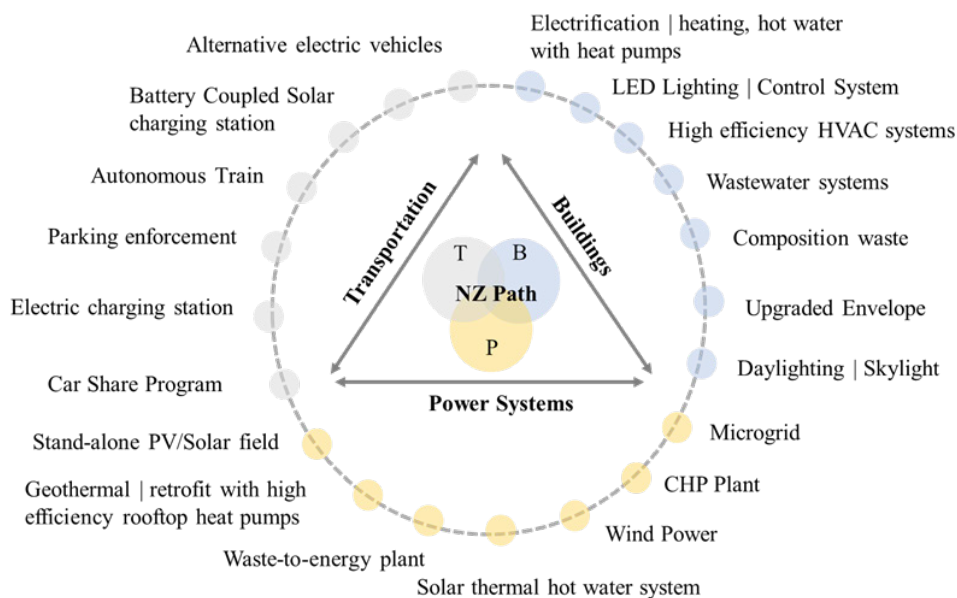 Electrification | heating, hot water
with heat pumps
Alternative electric vehicles
LED Lighting | Control System
Battery Coupled Solar
charging station
High efficiency HVAC systems
Autonomous Train
Wastewater systems
Parking enforcement
Composition waste
Electric charging station
Upgraded Envelope
Car Share Program
Daylighting | Skylight
Transportation
Buildings
T
B
NZ Path
P
Power Systems
Stand-alone PV/Solar field
Microgrid
Geothermal | retrofit with high
efficiency rooftop heat pumps
CHP Plant
Waste-to-energy plant
Wind Power
Solar thermal hot water system